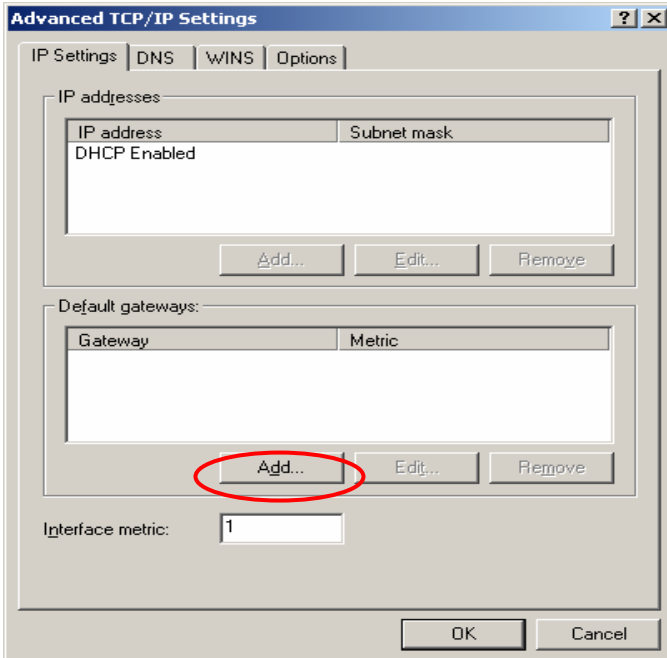 Advanced TCP/IP Settings
IP Settings DNS WINS Options
IP addresses
IP address Subnet mask
DHCP Enabled
Add... Edit... Remove
Default gateways:
Gateway Metric
Add... Edit... Remove
Interface metric: 1
OK Cancel